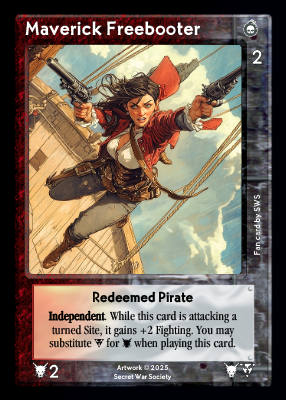 Maverick Freebooter
2
Fan card by SWS
Redeemed Pirate
Independent. While this card is attacking a
turned Site, it gains +2 Fighting. You may
substitute for when playing this card.
2
Artwork © 2025
Secret War Society